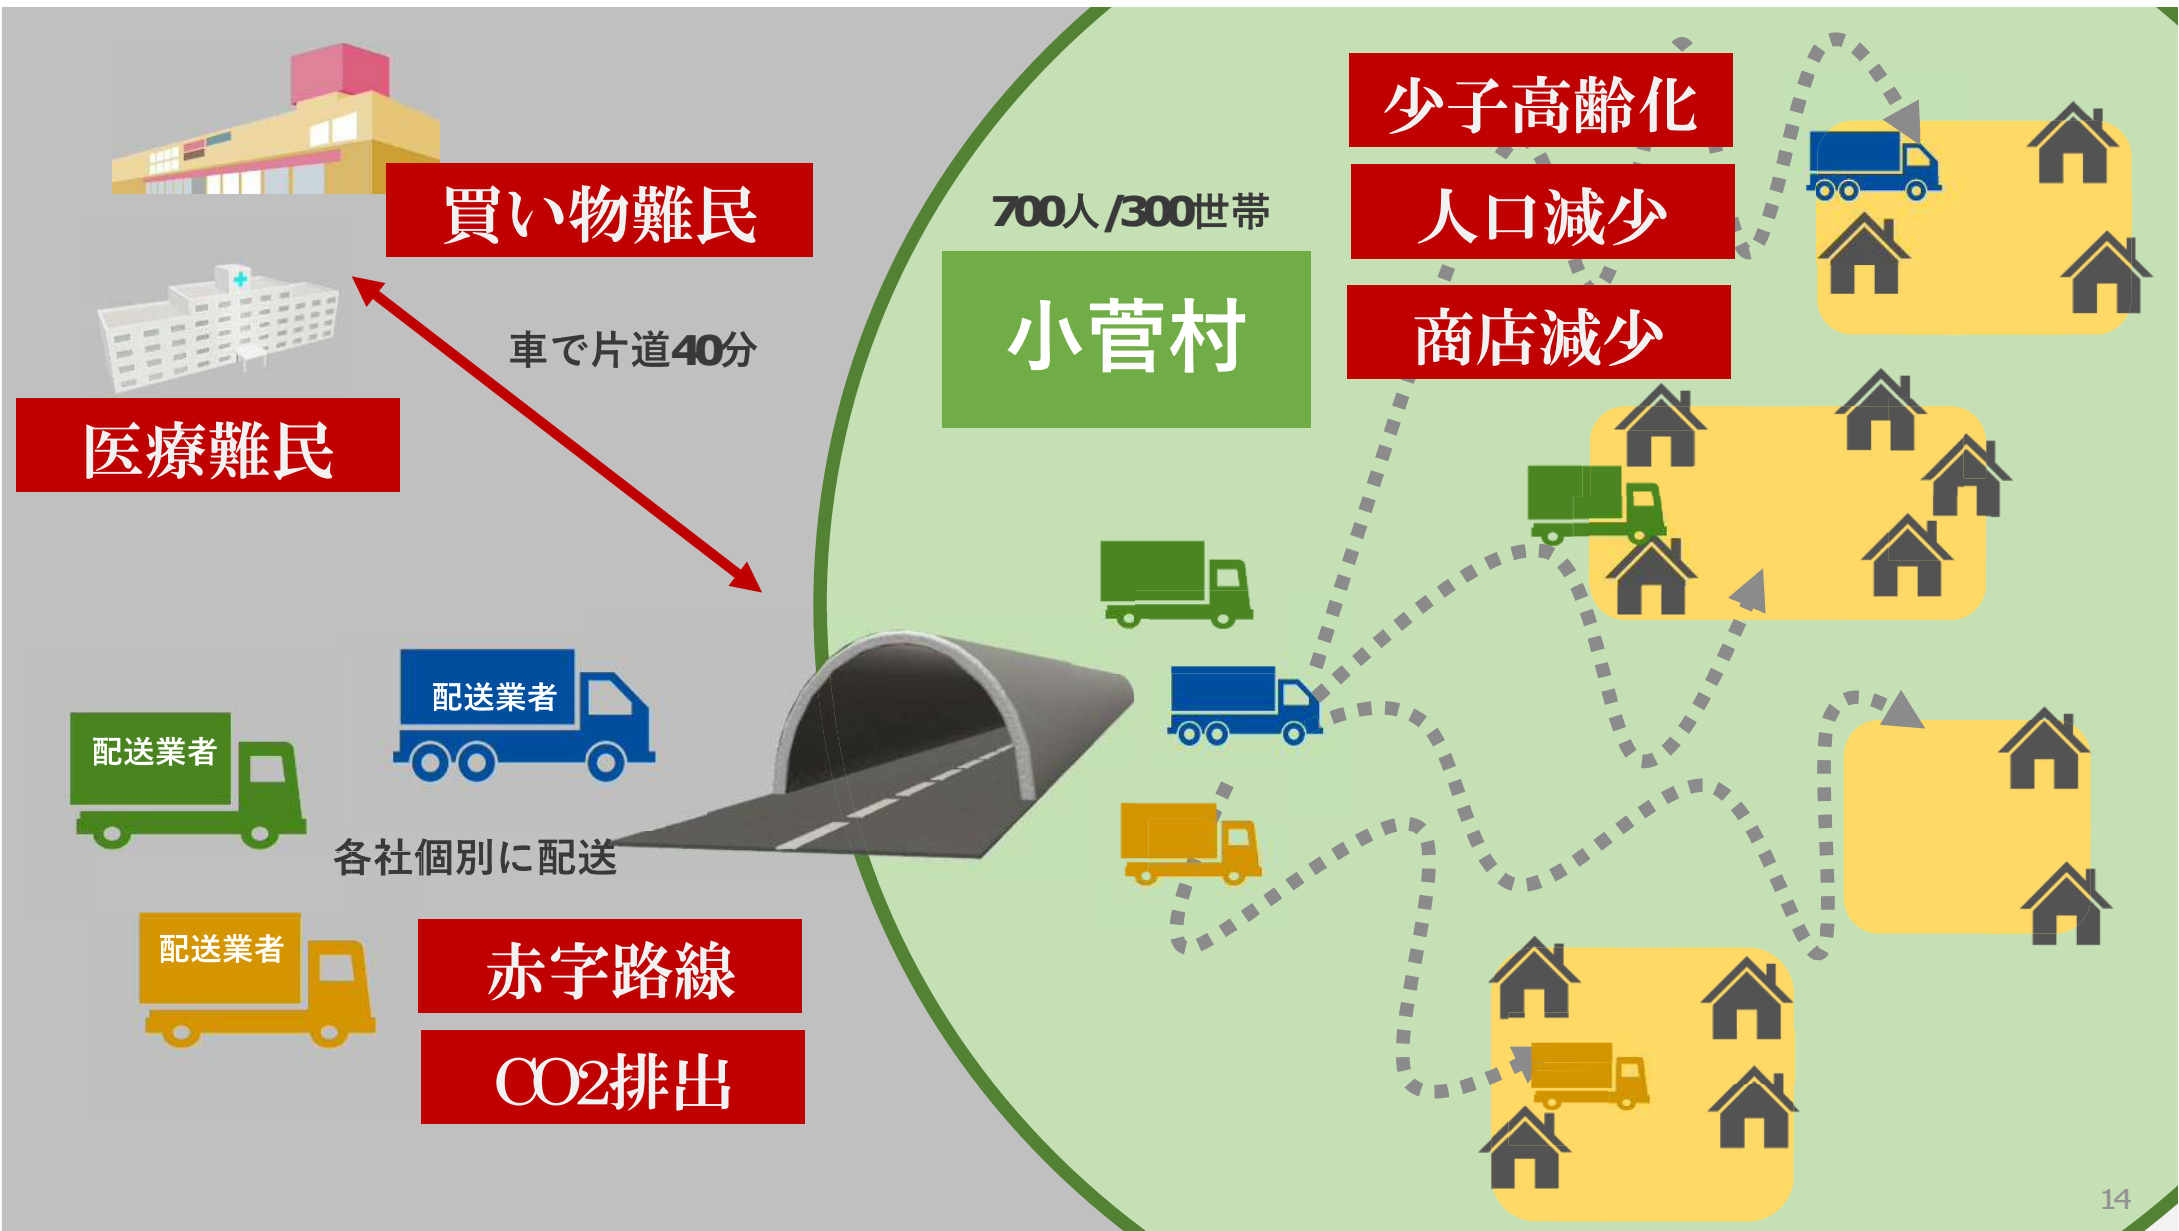 買い物難民
車で片道40分
医療難民
700人/300世帯
小菅村
少子高齢化
人口減少
商店減少
配送業者
配送業者
各社個別に配送
配送業者
赤字路線
CO2排出
14